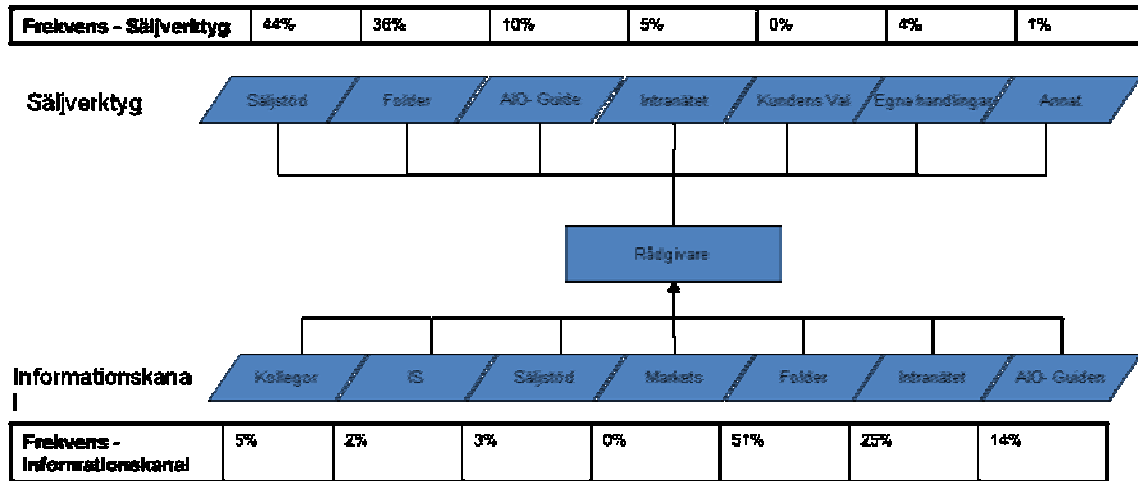 Frekvens - Säljverktyg 44% 36% 10% 5% 0% 4% 1%
Säljverktyg Säljstöd Folder AIO- Guide Intranätet Kundens Val Egna handlingar Annat
Rådgivare
Informationskana Kollegor IS Säljstöd Markets Folder Intranätet AIO- Guiden
l
Frekvens - 5% 2% 3% 0% 51% 25% 14%
Informationskanal